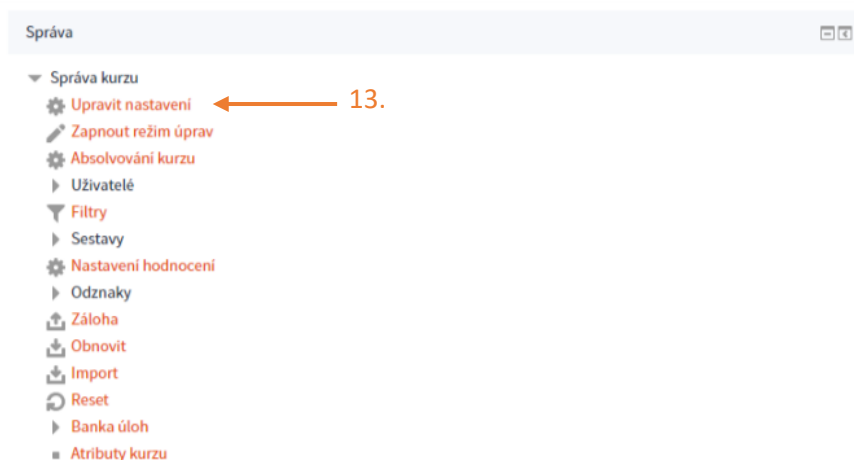 Správa
Správa kurzu
Upravit nastavení 13.
Zapnout režim úprav
Absolvování kurzu
Uživatelé
Filtry
Sestavy
Nastavení hodnocení
Odznaky
Záloha
Obnovit
Import
Reset
Banka úloh
Atributy kurzu